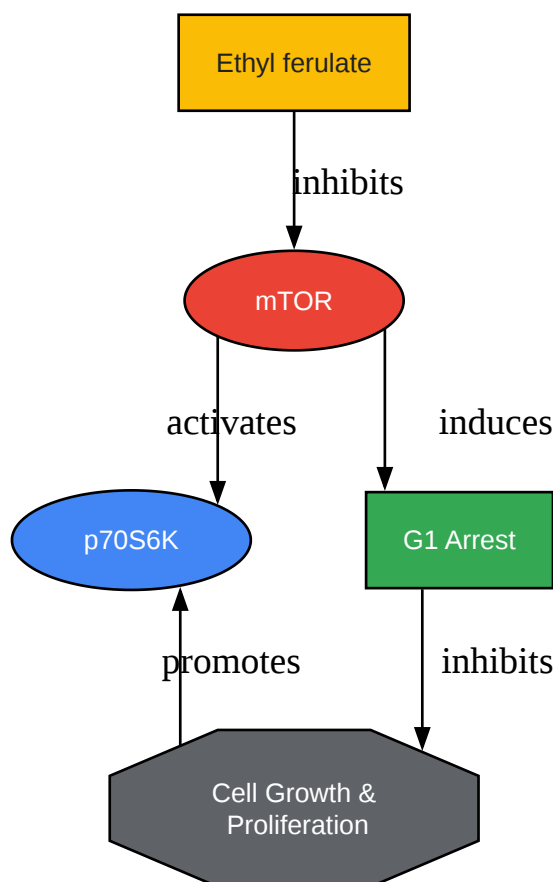 Ethyl ferulate
inhibits
mTOR
activates
induces
p70S6K
G1 Arrest
promotes
inhibits
Cell Growth &
Proliferation